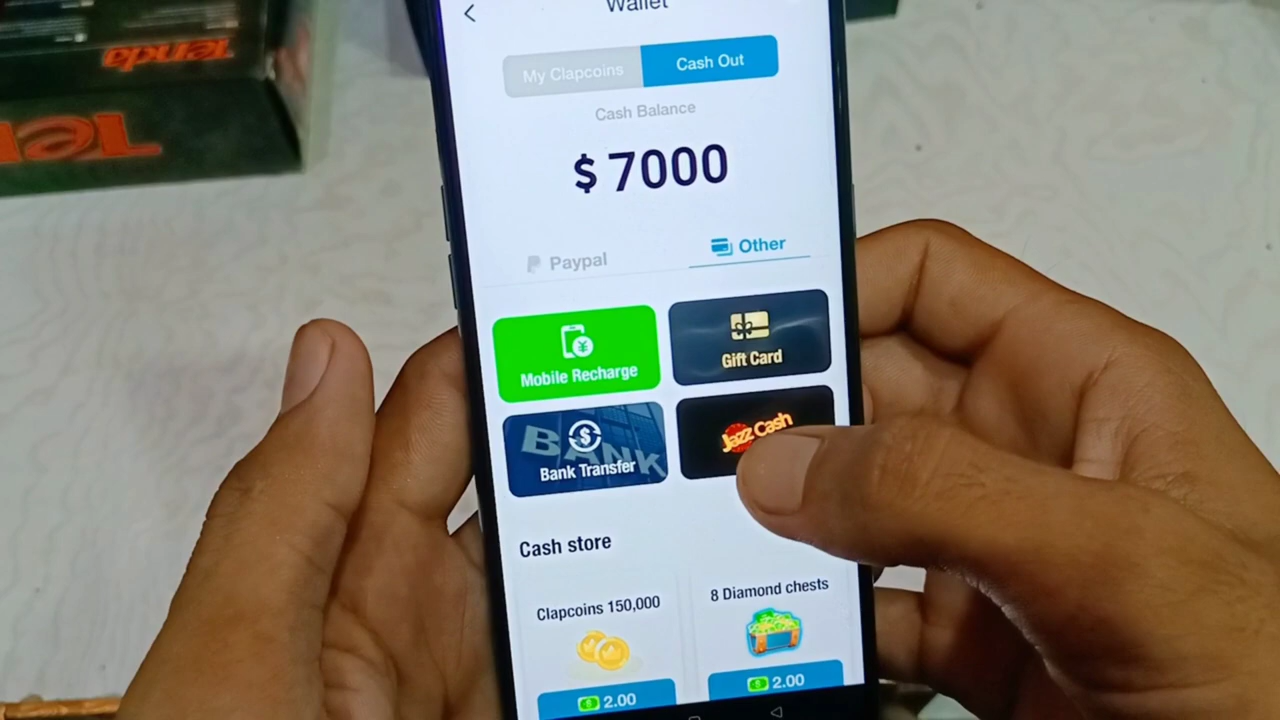 Tenda
Wallet
My Clapcoins
Cash Out
Cash Balance
$ 7000
Paypal
Other
Mobile Recharge
Gift Card
BANK
Bank Transfer
Jazz Cash
Cash store
Clapcoins 150,000
8 Diamond chests
2.00
2.00